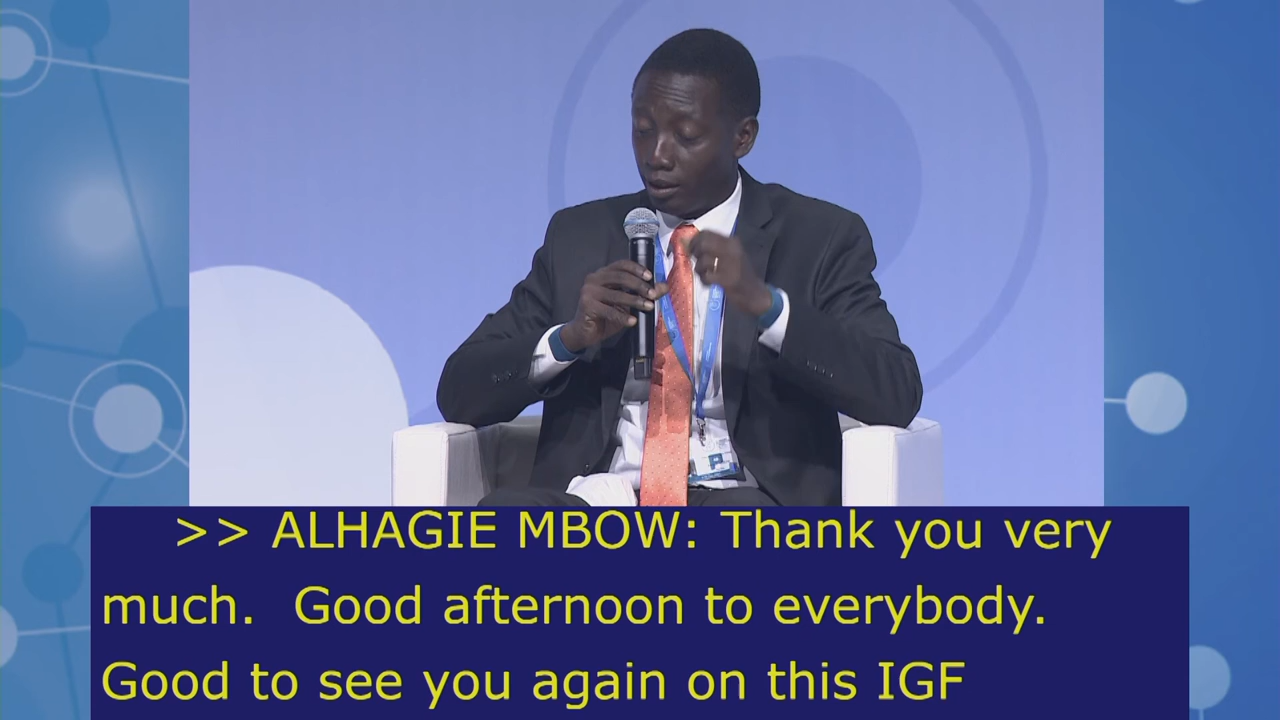 >> ALHAGIE MBOW: Thank you very
much.  Good afternoon to everybody.
Good to see you again on this IGF